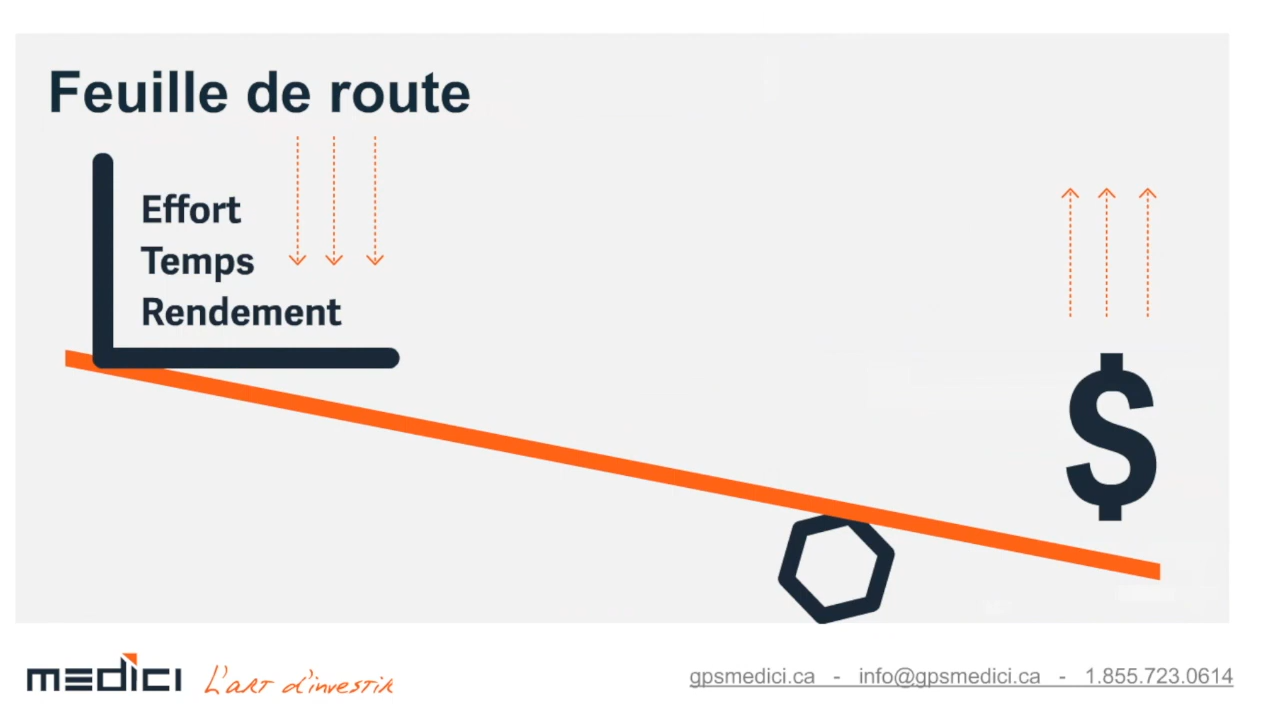 Feuille de route
Effort
Temps
Rendement
$
medici L'art d'investir
gpsmedici.ca - info@gpsmedici.ca - 1.855.723.0614